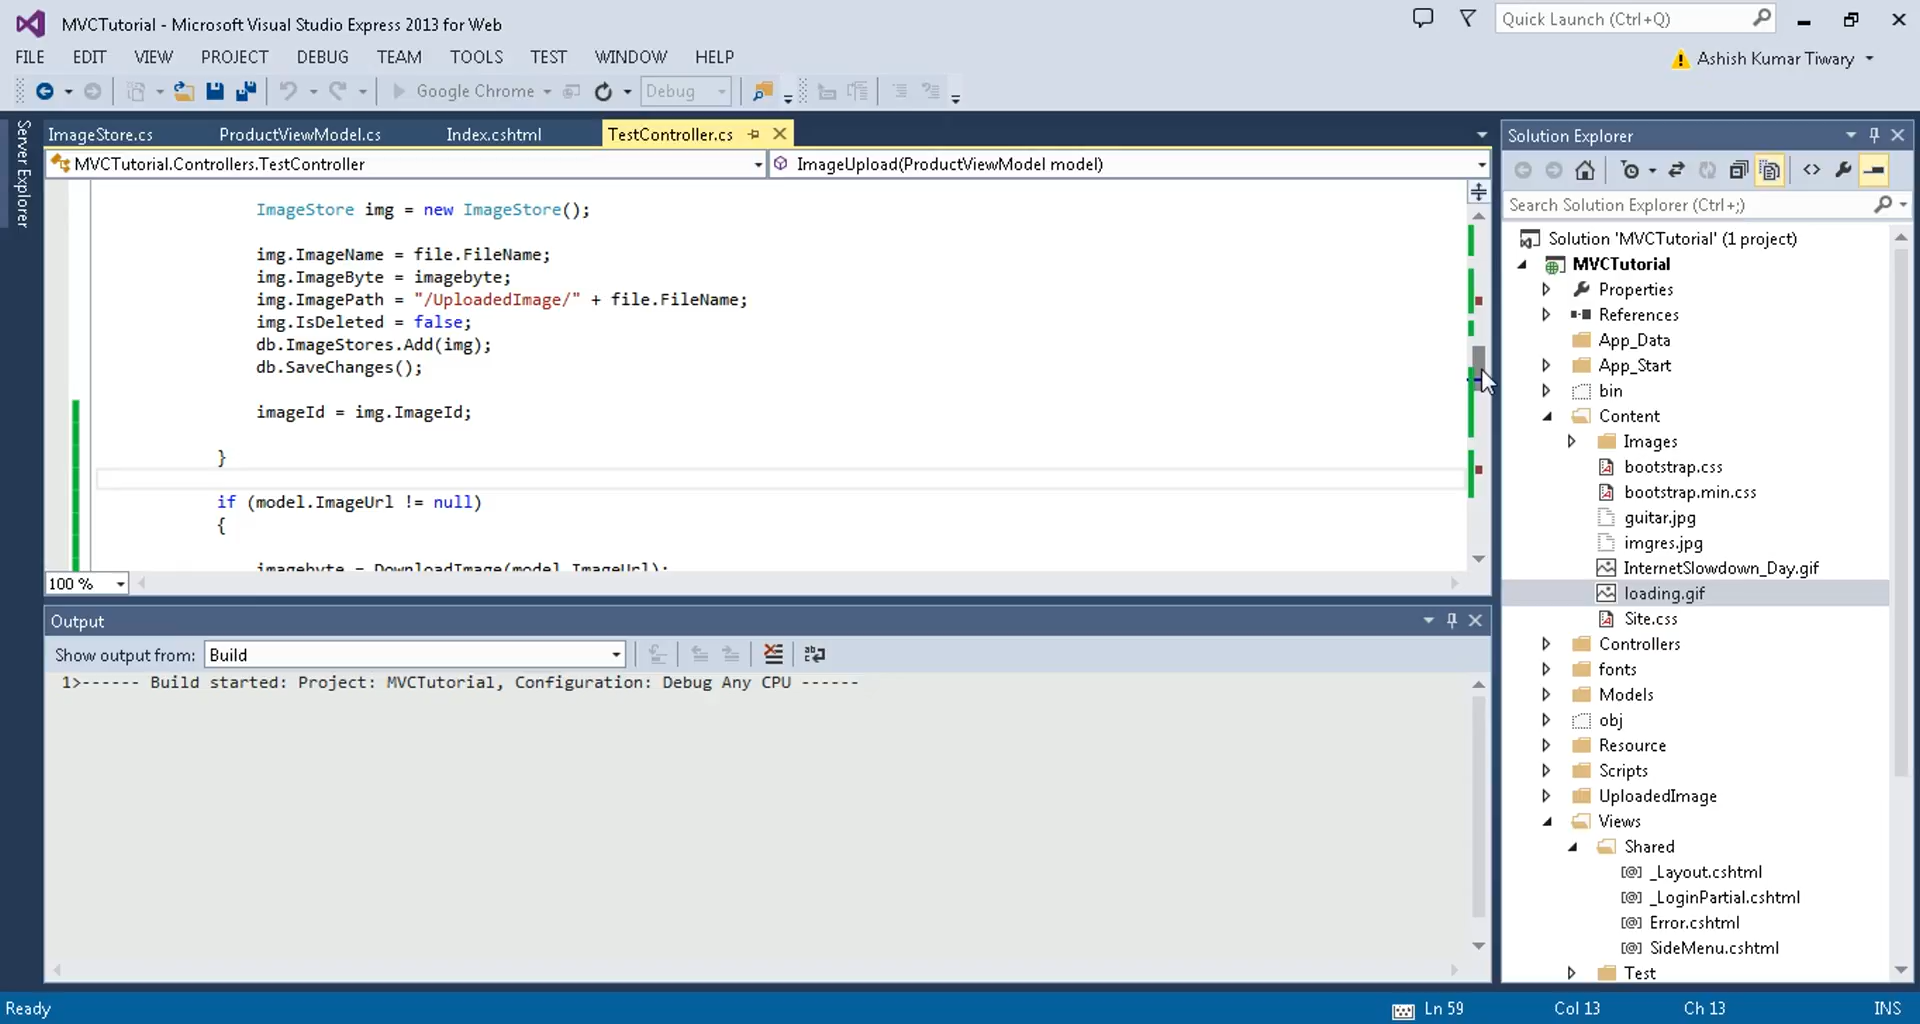 MVCTutorial - Microsoft Visual Studio Express 2013 for Web
Quick Launch (Ctrl+Q)
FILE EDIT VIEW PROJECT DEBUG TEAM TOOLS TEST WINDOW HELP
Ashish Kumar Tiwary
Google Chrome Debug
Server Explorer
ImageStore.cs ProductViewModel.cs Index.cshtml TestController.cs
MVCTutorial.Controllers.TestController ImageUpload(ProductViewModel model)
ImageStore img = new ImageStore();
img.ImageName = file.FileName;
img.ImageByte = imagebyte;
img.ImagePath = "/UploadedImage/" + file.FileName;
img.IsDeleted = false;
db.ImageStores.Add(img);
db.SaveChanges();
imageId = img.ImageId;
}
if (model.ImageUrl != null)
{
imagebyte = DownloadImage(model.ImageUrl);
100 %
Output
Show output from: Build
1>------ Build started: Project: MVCTutorial, Configuration: Debug Any CPU ------
Solution Explorer
Search Solution Explorer (Ctrl+;)
Solution 'MVCTutorial' (1 project)
MVCTutorial
Properties
References
App_Data
App_Start
bin
Content
Images
bootstrap.css
bootstrap.min.css
guitar.jpg
imgres.jpg
InternetSlowdown_Day.gif
loading.gif
Site.css
Controllers
fonts
Models
obj
Resource
Scripts
UploadedImage
Views
Shared
_Layout.cshtml
_LoginPartial.cshtml
Error.cshtml
SideMenu.cshtml
Test
Ready Ln 59 Col 13 Ch 13 INS